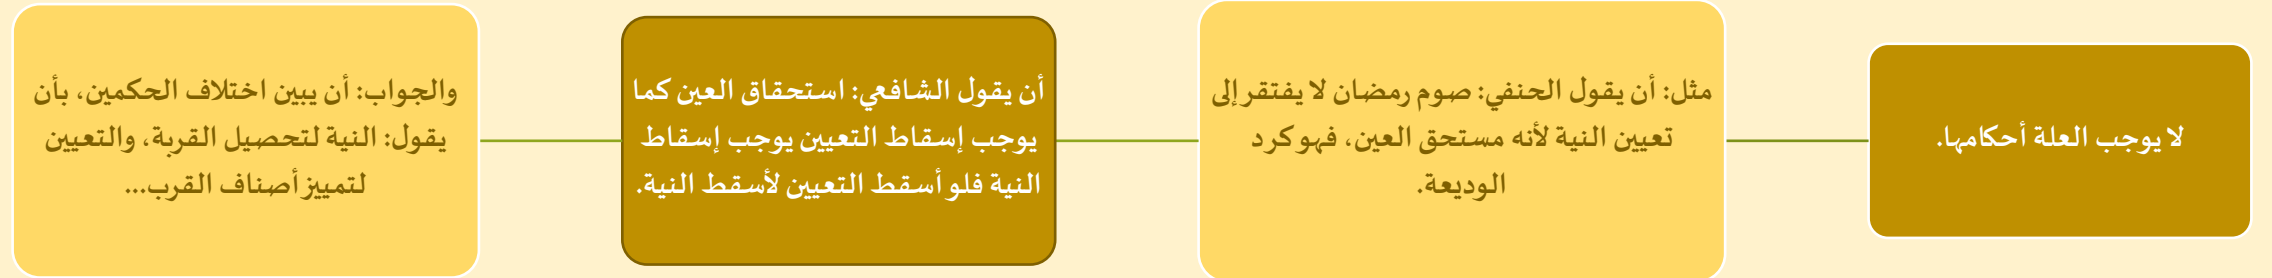 لا يوجب العلة أحكامها.
مثل: أن يقول الحنفي: صوم رمضان لا يفتقر إلى
تعيين النية لأنه مستحق العين، فهو كرد
الوديعة.
أن يقول الشافعي: استحقاق العين كما
يوجب إسقاط التعيين يوجب إسقاط
النية فلو أسقط التعيين لأسقط النية.
والجواب: أن يبين اختلاف الحكمين، بأن
يقول: النية لتحصيل القربة، والتعيين
لتمييز أصناف القرب...